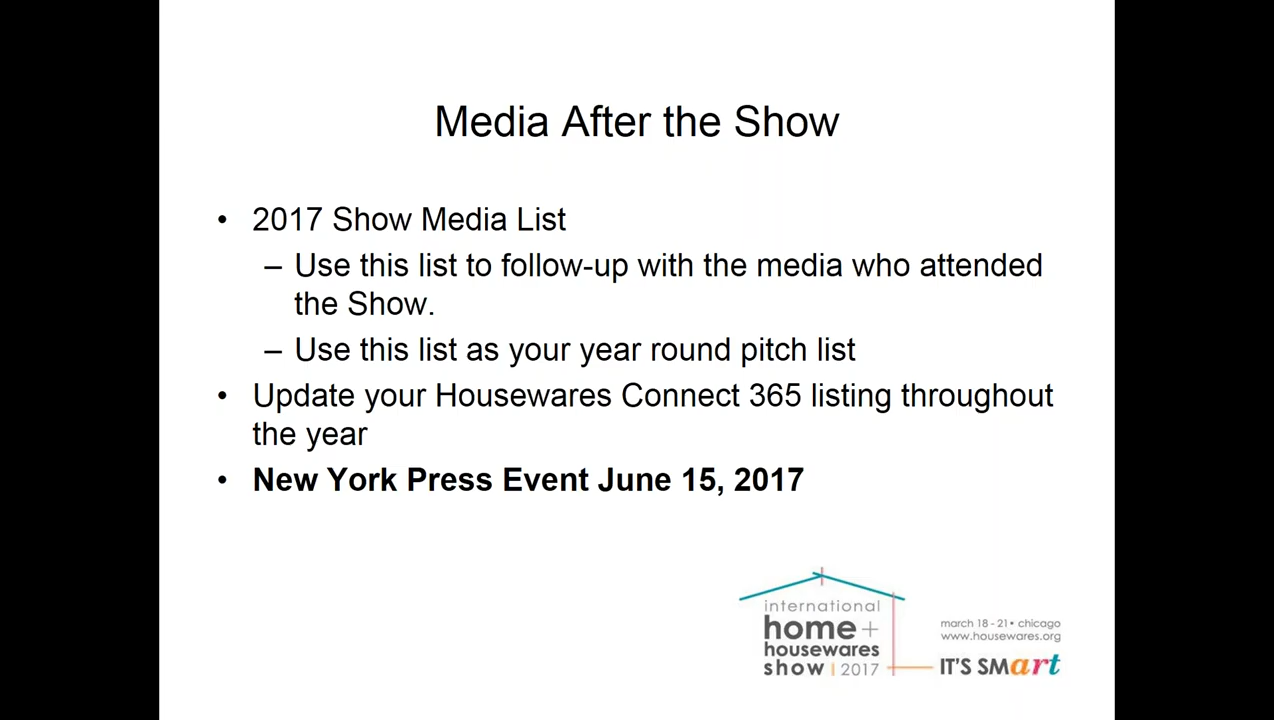 Media After the Show
• 2017 Show Media List
– Use this list to follow-up with the media who attended
the Show.
– Use this list as your year round pitch list
• Update your Housewares Connect 365 listing throughout
the year
• New York Press Event June 15, 2017
international
home+
housewares
show | 2017
march 18 - 21 • chicago
www.housewares.org
IT'S SMart